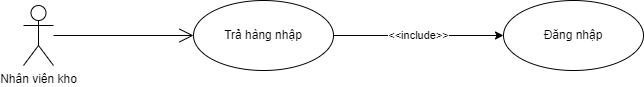 Trả hàng nhập
<<include>>
Đăng nhập
Nhân viên kho